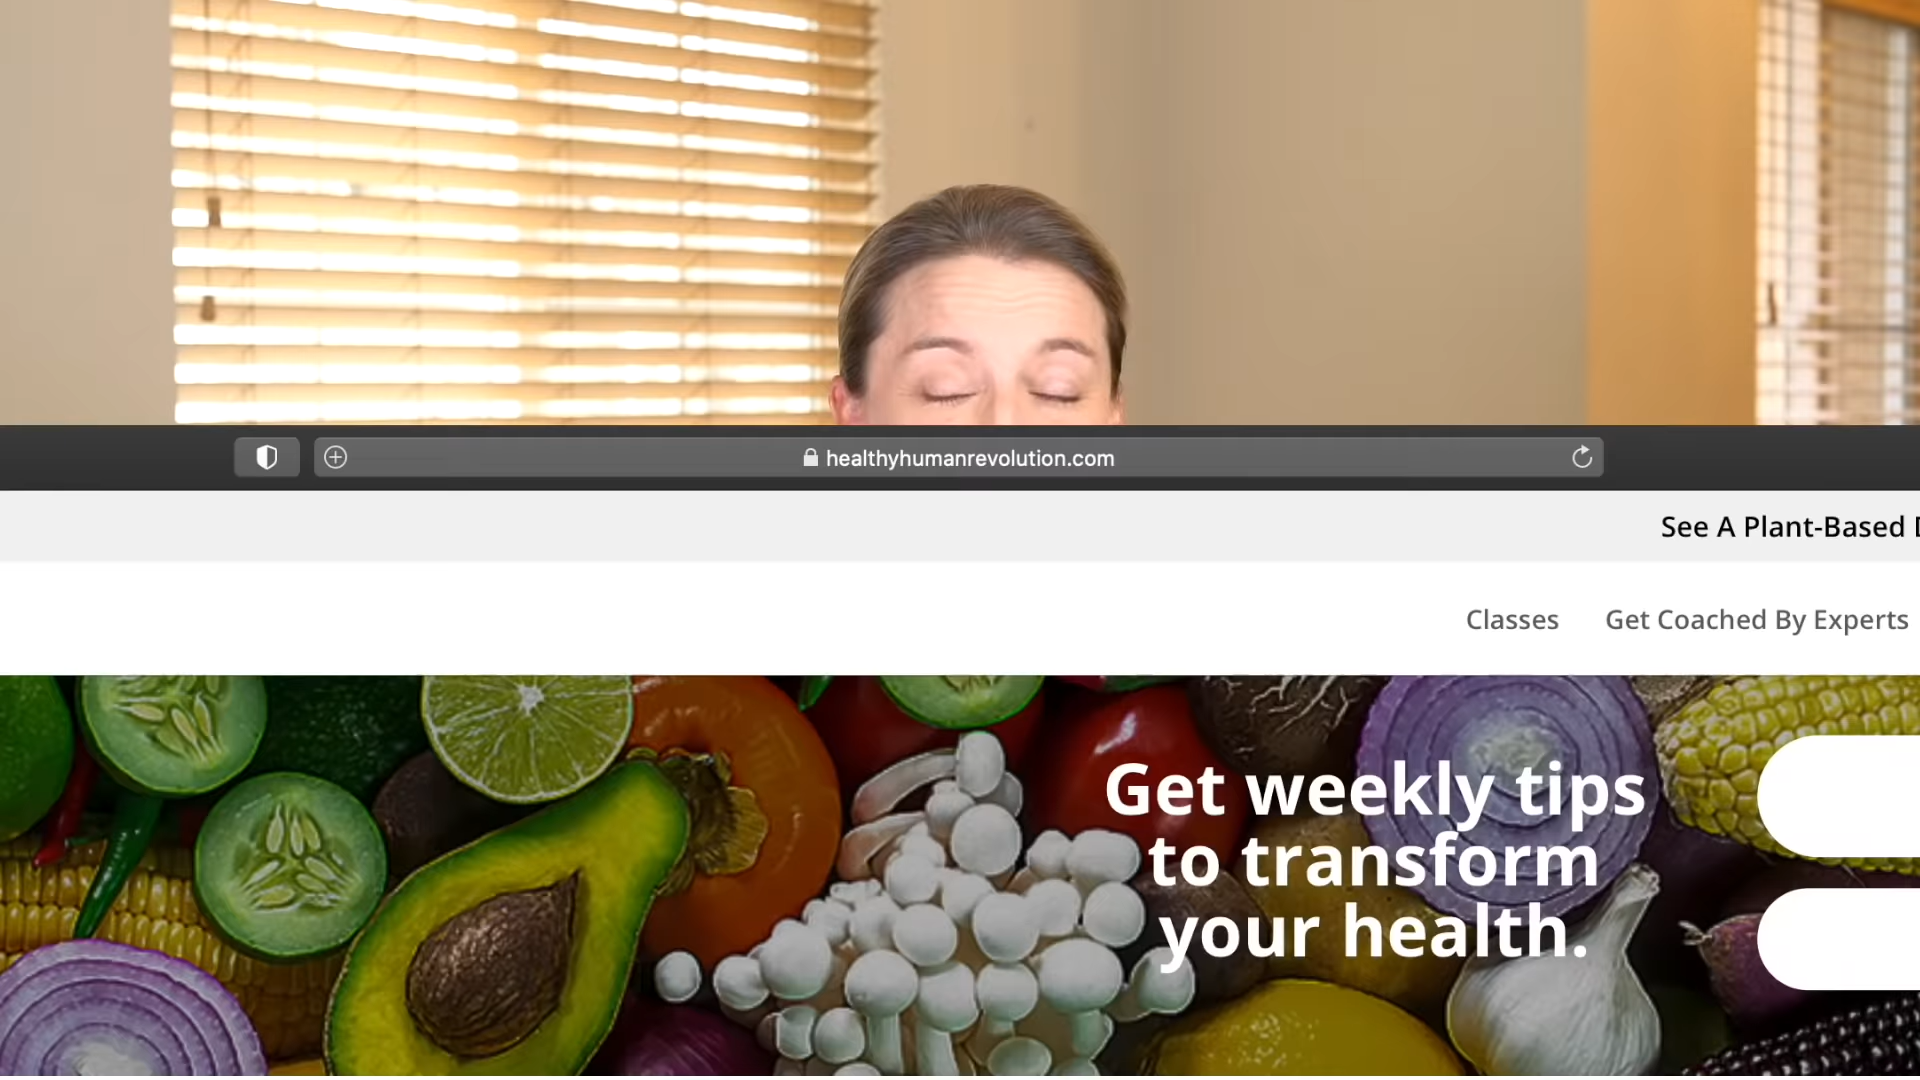 healthyhumanrevolution.com
See A Plant-Based
Classes
Get Coached By Experts
Get weekly tips
to transform
your health.